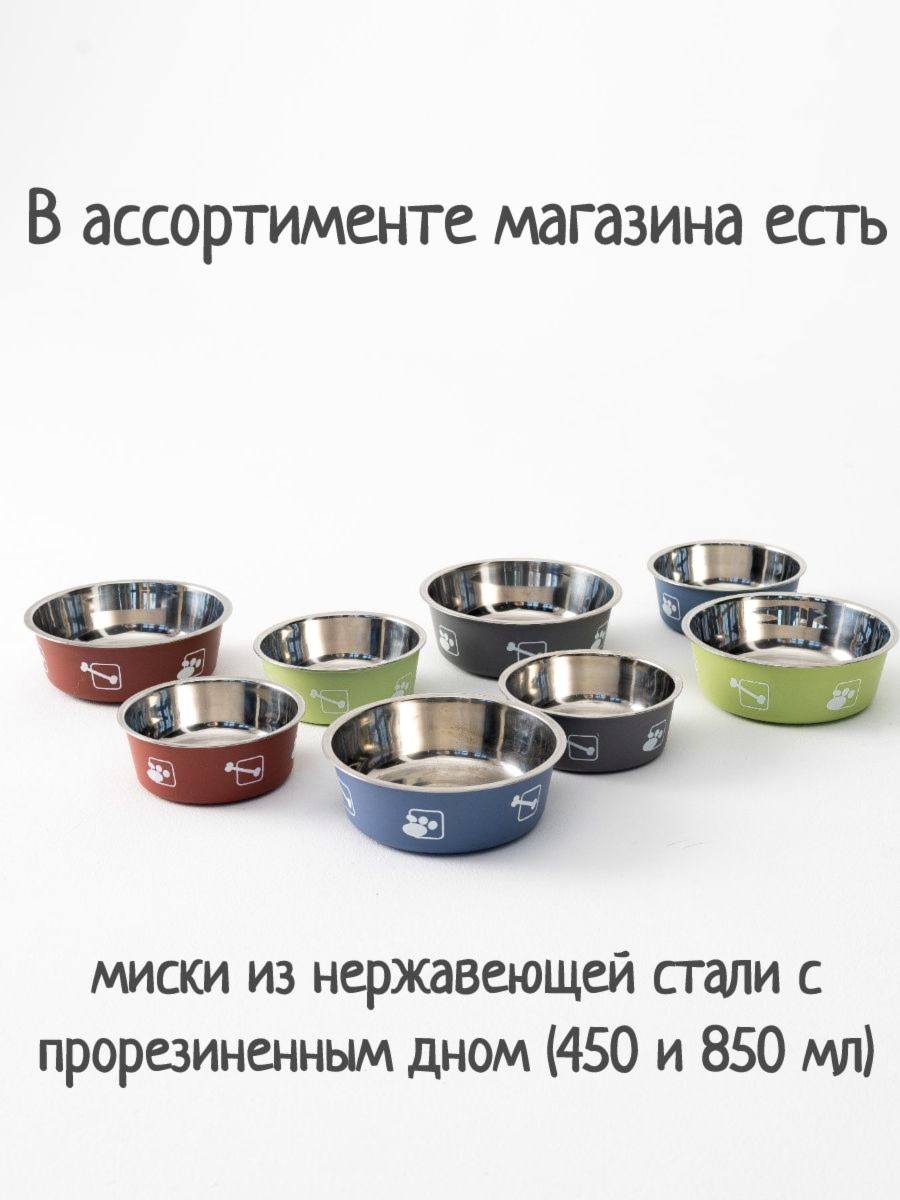 В ассортименте магазина есть
миски из нержавеющей стали с
прорезиненным дном (450 и 850 мл)